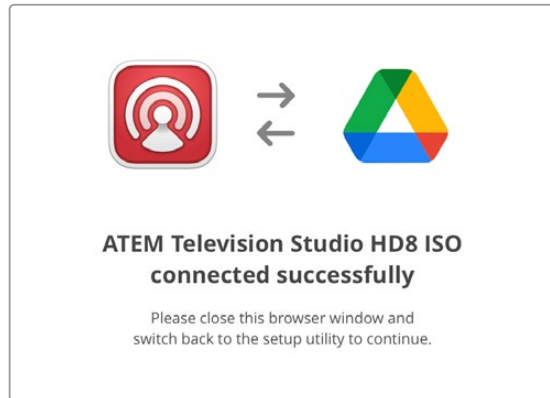 ATEM Television Studio HD8 ISO
connected successfully
Please close this browser window and
switch back to the setup utility to continue.